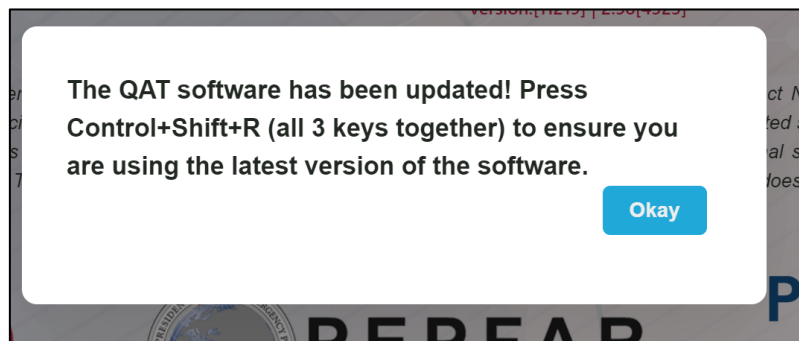 The QAT software has been updated! Press
Control+Shift+R (all 3 keys together) to ensure you
are using the latest version of the software.
Okay
PEPFAR